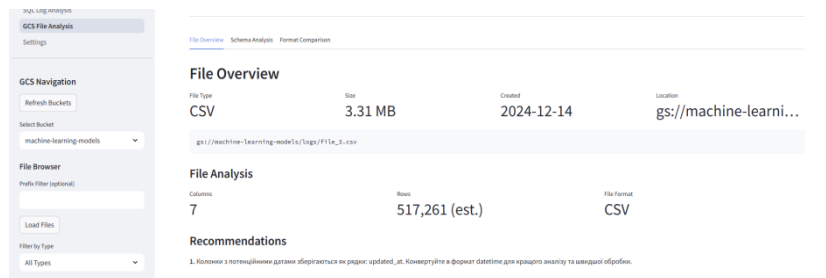 SQL Log Analysis
GCS File Analysis
Settings
GCS Navigation
Refresh Buckets
Select Bucket
machine-learning-models
File Browser
Prefix Filter (optional)
Load Files
Filter by Type
All Types
File Overview Schema Analysis Format Comparison
File Overview
File Type Size Created Location
CSV 3.31 MB 2024-12-14 gs://machine-learni...
gs://machine-learning-models/logs/file_3.csv
File Analysis
Columns Rows File Format
7 517,261 (est.) CSV
Recommendations
1. Колонки з потенційними датами зберігаються як рядки: updated_at. Конвертуйте в формат datetime для кращого аналізу та швидшої обробки.